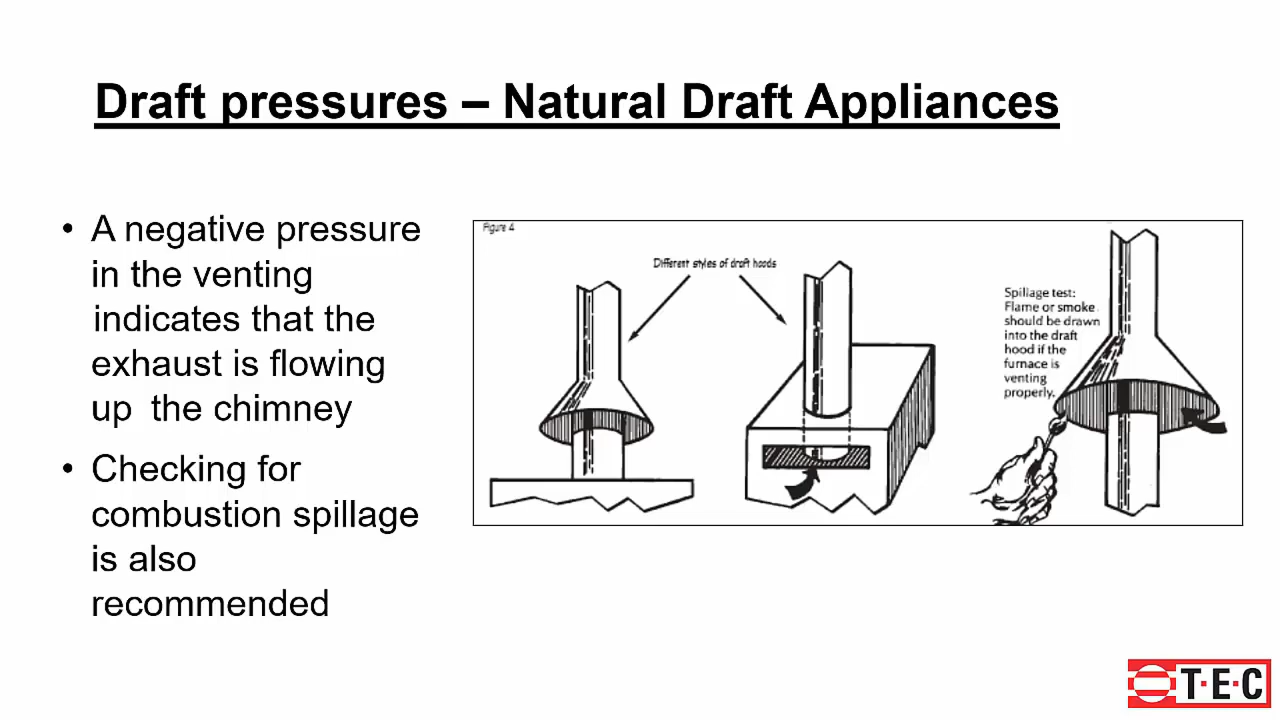 Draft pressures – Natural Draft Appliances
• A negative pressure
in the venting
indicates that the
exhaust is flowing
up the chimney
• Checking for
combustion spillage
is also
recommended
Figure 4
Different styles of draft hoods
Spillage test:
Flame or smoke
should be drawn
into the draft
hood if the
furnace is
venting
properly.
T·E·C